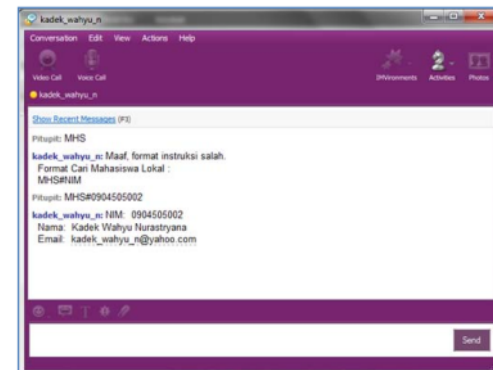 kadek_wahyu_n
Conversation Edit View Actions Help
Video Call Voice Call IMVironments Activities Photos
kadek_wahyu_n
Show Recent Messages (F3)
Pitupit: MHS
kadek_wahyu_n: Maaf, format instruksi salah.
Format Cari Mahasiswa Lokal :
MHS#NIM
Pitupit: MHS#0904505002
kadek_wahyu_n: NIM: 0904505002
Nama: Kadek Wahyu Nurastryana
Email: kadek_wahyu_n@yahoo.com
Send